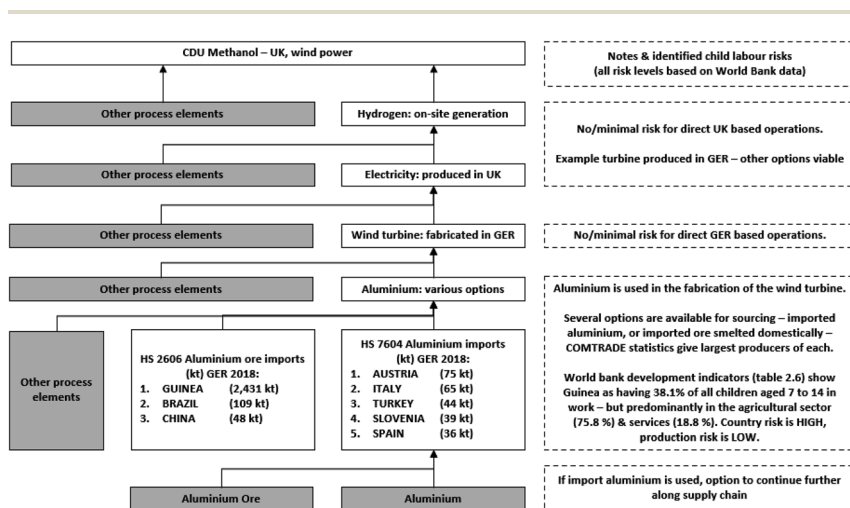 CDU Methanol – UK, wind power
Notes & identified child labour risks
(all risk levels based on World Bank data)
Other process elements
Hydrogen: on-site generation
No/minimal risk for direct UK based operations.
Example turbine produced in GER – other options viable
Other process elements
Electricity: produced in UK
Other process elements
Wind turbine: fabricated in GER
No/minimal risk for direct GER based operations.
Other process elements
Aluminium: various options
Aluminium is used in the fabrication of the wind turbine.
Several options are available for sourcing – imported
aluminium, or imported ore smelted domestically –
COMTRADE statistics give largest producers of each.
World bank development indicators (table 2.6) show
Guinea as having 38.1% of all children aged 7 to 14 in
work – but predominantly in the agricultural sector
(75.8 %) & services (18.8 %). Country risk is HIGH,
production risk is LOW.
Other process
elements
HS 2606 Aluminium ore imports
(kt) GER 2018:
1. GUINEA (2,431 kt)
2. BRAZIL (109 kt)
3. CHINA (48 kt)
HS 7604 Aluminium imports
(kt) GER 2018:
1. AUSTRIA (75 kt)
2. ITALY (65 kt)
3. TURKEY (44 kt)
4. SLOVENIA (39 kt)
5. SPAIN (36 kt)
Aluminium Ore
Aluminium
If import aluminium is used, option to continue further
along supply chain